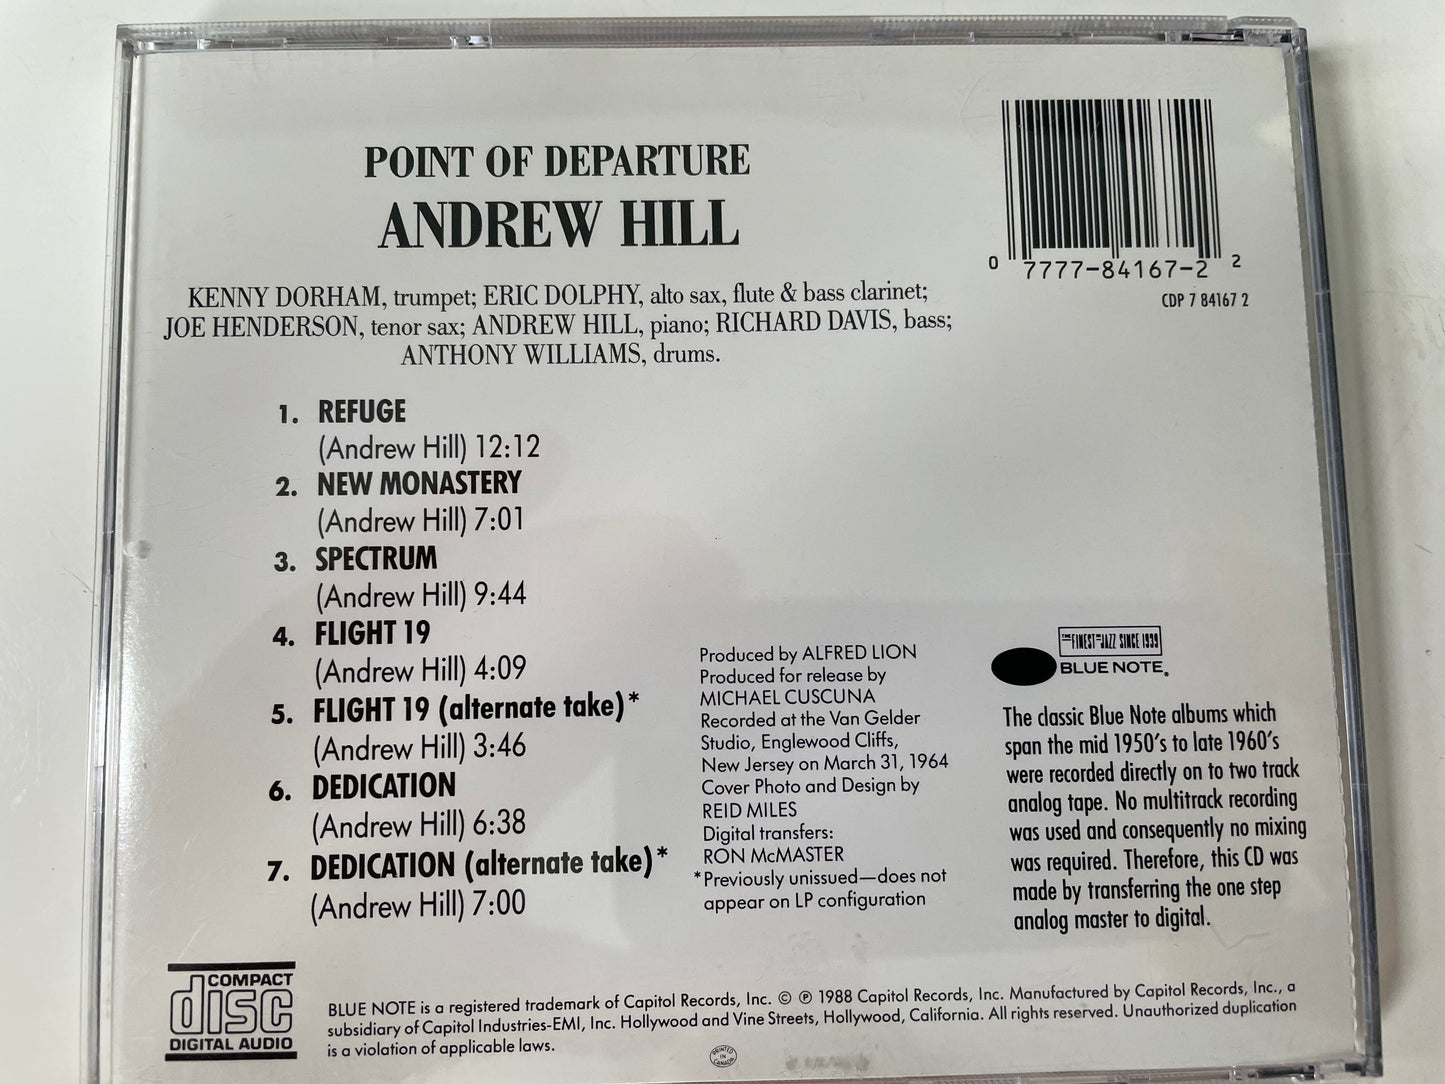 POINT OF DEPARTURE
ANDREW HILL
0 7777-84167-2 2
CDP 7 84167 2
KENNY DORHAM, trumpet; ERIC DOLPHY, alto sax, flute & bass clarinet;
JOE HENDERSON, tenor sax; ANDREW HILL, piano; RICHARD DAVIS, bass;
ANTHONY WILLIAMS, drums.
1. REFUGE
(Andrew Hill) 12:12
2. NEW MONASTERY
(Andrew Hill) 7:01
3. SPECTRUM
(Andrew Hill) 9:44
4. FLIGHT 19
(Andrew Hill) 4:09
5. FLIGHT 19 (alternate take)*
(Andrew Hill) 3:46
6. DEDICATION
(Andrew Hill) 6:38
7. DEDICATION (alternate take)*
(Andrew Hill) 7:00
Produced by ALFRED LION
Produced for release by
MICHAEL CUSCUNA
Recorded at the Van Gelder
Studio, Englewood Cliffs,
New Jersey on March 31, 1964
Cover Photo and Design by
REID MILES
Digital transfers:
RON McMASTER
*Previously unissued—does not
appear on LP configuration
THE FINEST IN JAZZ SINCE 1939
BLUE NOTE
The classic Blue Note albums which
span the mid 1950's to late 1960's
were recorded directly on to two track
analog tape. No multitrack recording
was used and consequently no mixing
was required. Therefore, this CD was
made by transferring the one step
analog master to digital.
COMPACT
disc
DIGITAL AUDIO
BLUE NOTE is a registered trademark of Capitol Records, Inc. © ℗ 1988 Capitol Records, Inc. Manufactured by Capitol Records, Inc., a
subsidiary of Capitol Industries-EMI, Inc. Hollywood and Vine Streets, Hollywood, California. All rights reserved. Unauthorized duplication
is a violation of applicable laws.
PRINTED
IN
CANADA